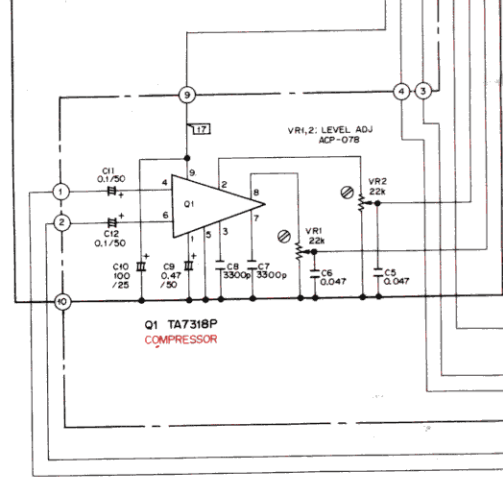 9
4
3
17
VR1,2: LEVEL ADJ
ACP-078
C11
0.1/50
+
1
4
9
2
8
VR2
22k
Q1
2
6
7
+
C12
0.1/50
1
5
3
VR1
22k
+
+
C10
100
/25
C9
0.47
/50
C8
3300p
C7
3300p
C6
0.047
C5
0.047
10
Q1 TA7318P
COMPRESSOR